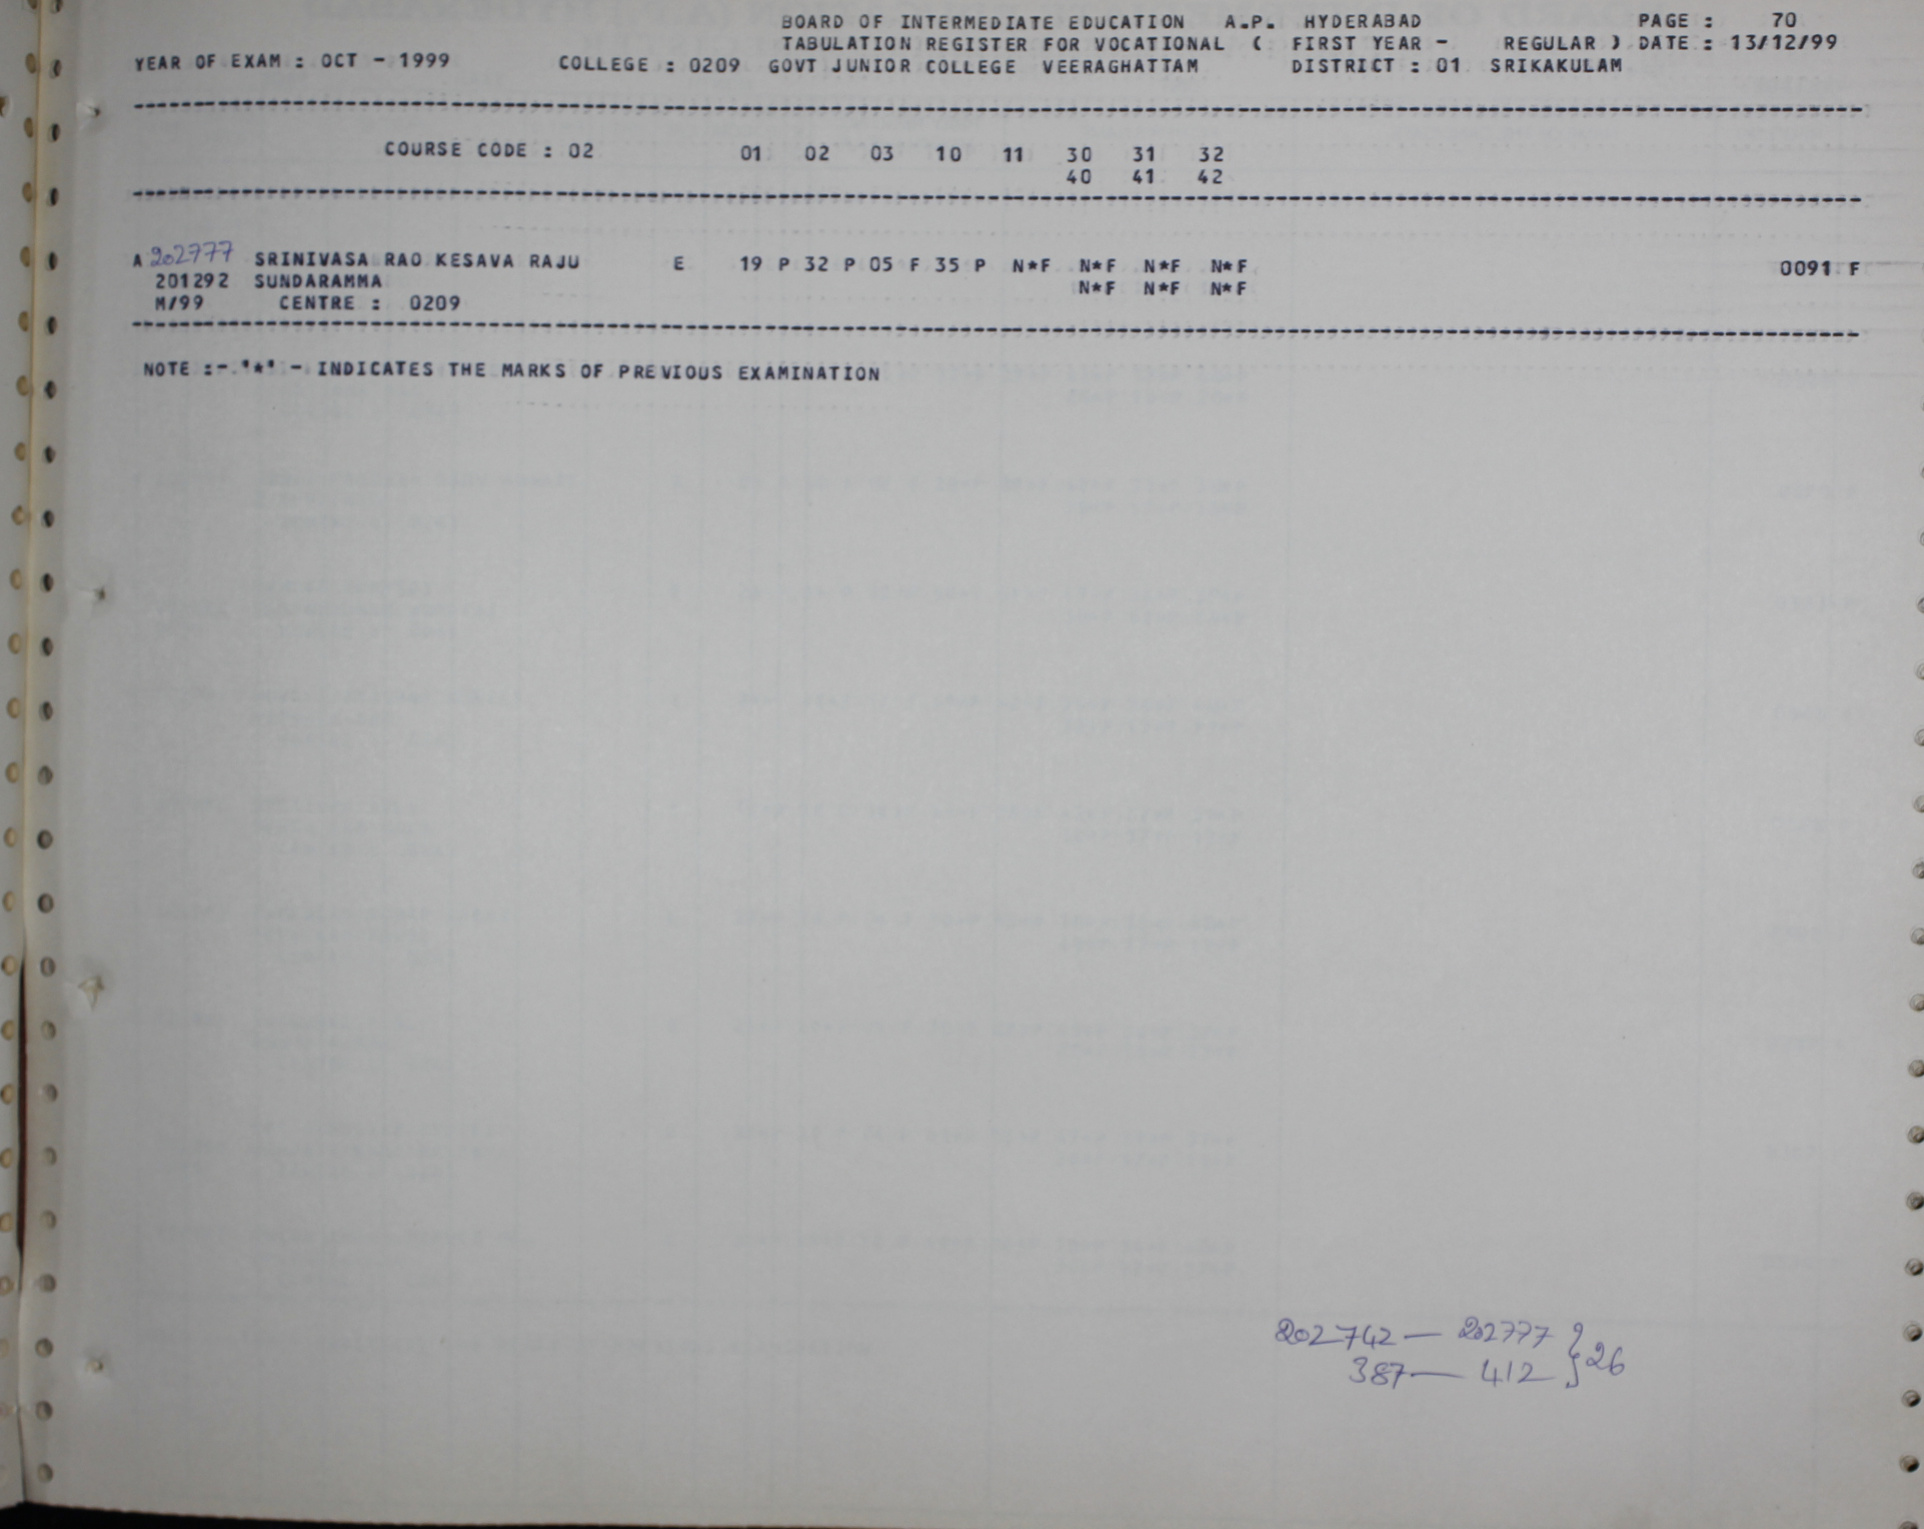 BOARD OF INTERMEDIATE EDUCATION A.P. HYDERABAD PAGE : 70
TABULATION REGISTER FOR VOCATIONAL ( FIRST YEAR - REGULAR ) DATE : 13/12/99
YEAR OF EXAM : OCT - 1999 COLLEGE : 0209 GOVT JUNIOR COLLEGE VEERAGHATTAM DISTRICT : 01 SRIKAKULAM
COURSE CODE : 02 01 02 03 10 11 30 31 32
40 41 42
A 202777 SRINIVASA RAO KESAVA RAJU E 19 P 32 P 05 F 35 P N*F N*F N*F N*F 0091 F
201292 SUNDARAMMA N*F N*F N*F
M/99 CENTRE : 0209
NOTE :- '*' - INDICATES THE MARKS OF PREVIOUS EXAMINATION
202742 — 202777 } 26
387 — 412